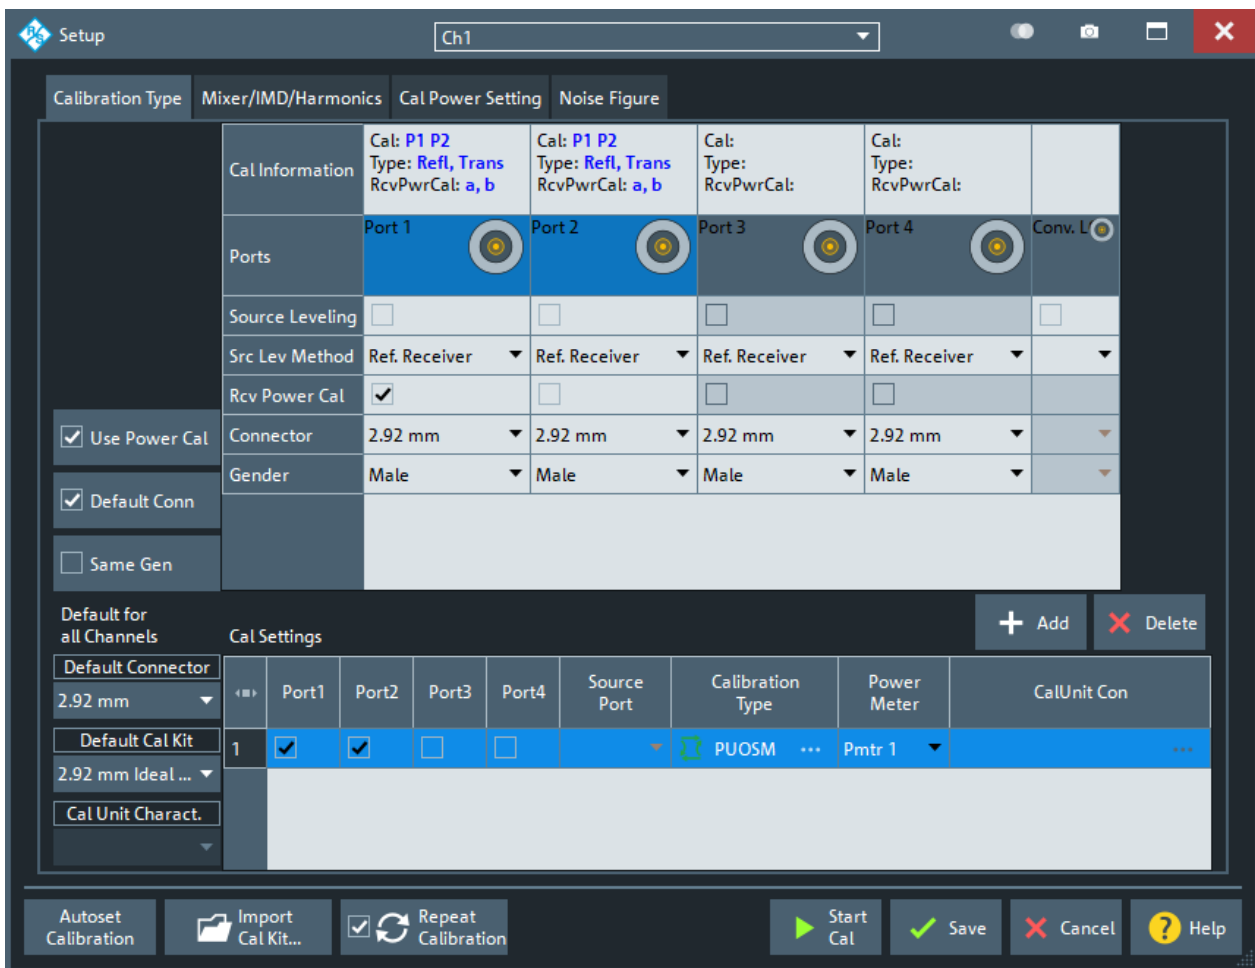 Setup
Ch1
Calibration Type Mixer/IMD/Harmonics Cal Power Setting Noise Figure
Cal Information
Cal: P1 P2
Type: Refl, Trans
RcvPwrCal: a, b
Cal: P1 P2
Type: Refl, Trans
RcvPwrCal: a, b
Cal:
Type:
RcvPwrCal:
Cal:
Type:
RcvPwrCal:
Ports
Port 1 Port 2 Port 3 Port 4 Conv.
Source Leveling
Src Lev Method Ref. Receiver Ref. Receiver Ref. Receiver Ref. Receiver
Rcv Power Cal
Connector 2.92 mm 2.92 mm 2.92 mm 2.92 mm
Gender Male Male Male Male
Use Power Cal
Default Conn
Same Gen
Default for
all Channels
Default Connector
2.92 mm
Default Cal Kit
2.92 mm Ideal ...
Cal Unit Charact.
Add Delete
Cal Settings
Port1 Port2 Port3 Port4 Source
Port
Calibration
Type
Power
Meter
CalUnit Con
1 PUOSM ... Pmtr 1 ...
Autoset
Calibration
Import
Cal Kit...
Repeat
Calibration
Start
Cal
Save
Cancel
? Help